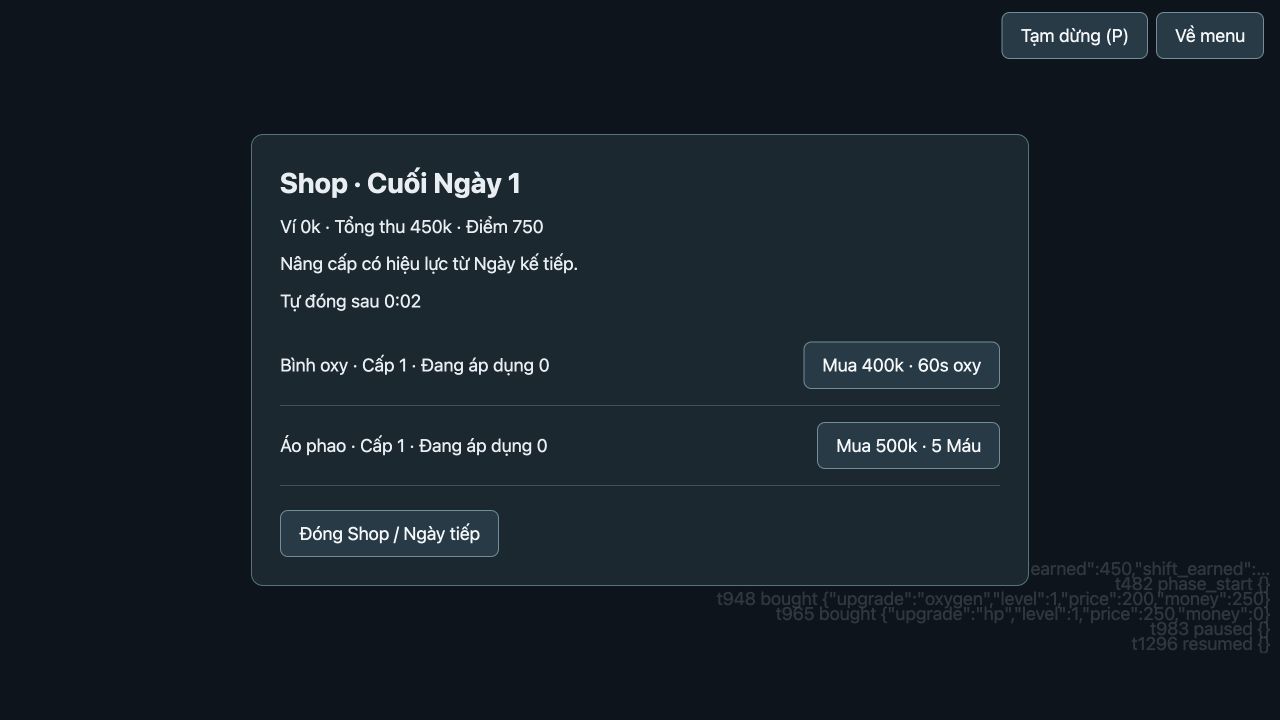 Tạm dừng (P)
Về menu
Shop · Cuối Ngày 1
Ví 0k · Tổng thu 450k · Điểm 750
Nâng cấp có hiệu lực từ Ngày kế tiếp.
Tự đóng sau 0:02
Bình oxy · Cấp 1 · Đang áp dụng 0
Mua 400k · 60s oxy
Áo phao · Cấp 1 · Đang áp dụng 0
Mua 500k · 5 Máu
Đóng Shop / Ngày tiếp
earned":450,"shift_earned":...
t482 phase_start {}
t948 bought {"upgrade":"oxygen","level":1,"price":200,"money":250}
t965 bought {"upgrade":"hp","level":1,"price":250,"money":0}
t983 paused {}
t1296 resumed {}